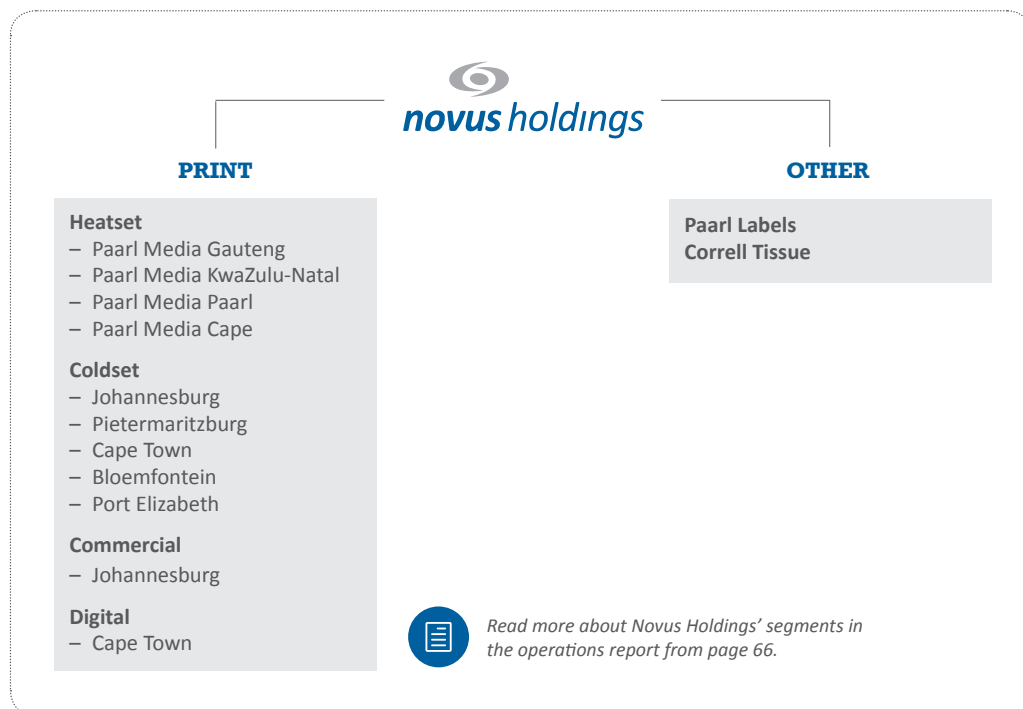 novus holdings
PRINT
Heatset
– Paarl Media Gauteng
– Paarl Media KwaZulu-Natal
– Paarl Media Paarl
– Paarl Media Cape
Coldset
– Johannesburg
– Pietermaritzburg
– Cape Town
– Bloemfontein
– Port Elizabeth
Commercial
– Johannesburg
Digital
– Cape Town
OTHER
Paarl Labels
Correll Tissue
Read more about Novus Holdings’ segments in
the operations report from page 66.